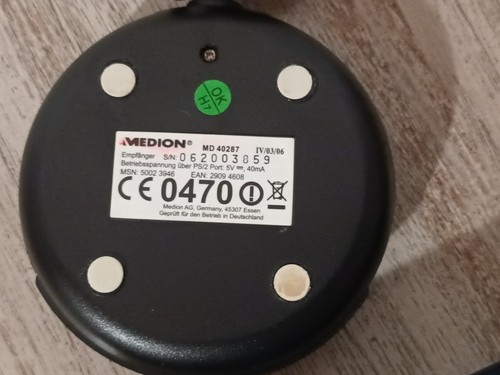 OK
H7
MEDION® MD 40287 IV/03/06
Empfänger S/N: 062003859
Betriebsspannung über PS/2 Port: 5V ⎓, 40mA
MSN: 5002 3946 EAN: 2909 4608
CE 0470
Medion AG, Germany, 45307 Essen
Geprüft für den Betrieb in Deutschland